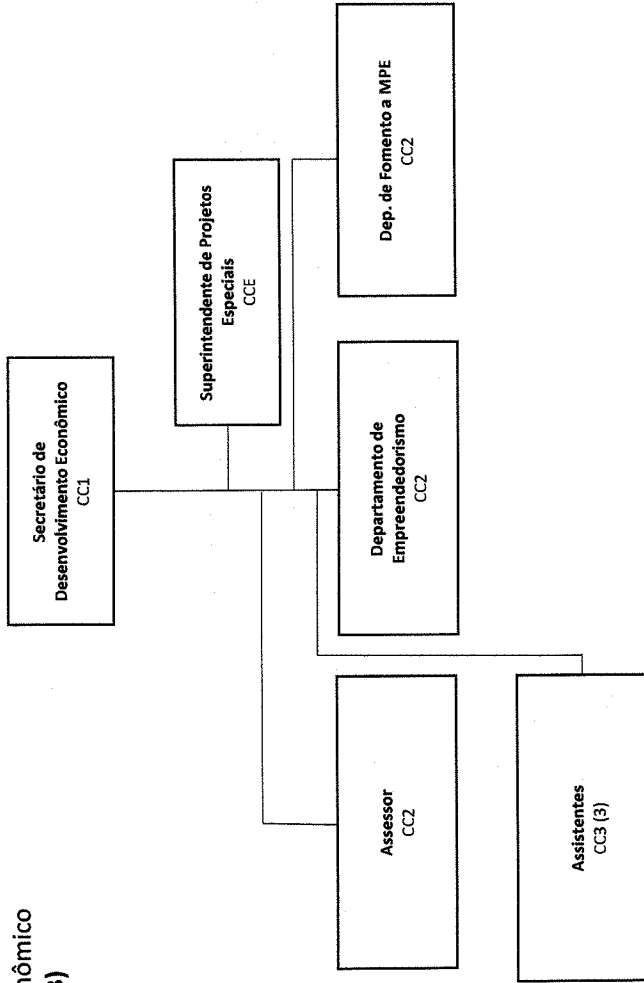 nômico
3)
Secretário de
Desenvolvimento Econômico
CC1
Superintendente de Projetos
Especiais
CCE
Assessor
CC2
Departamento de
Empreendedorismo
CC2
Dep. de Fomento a MPE
CC2
Assistentes
CC3 (3)